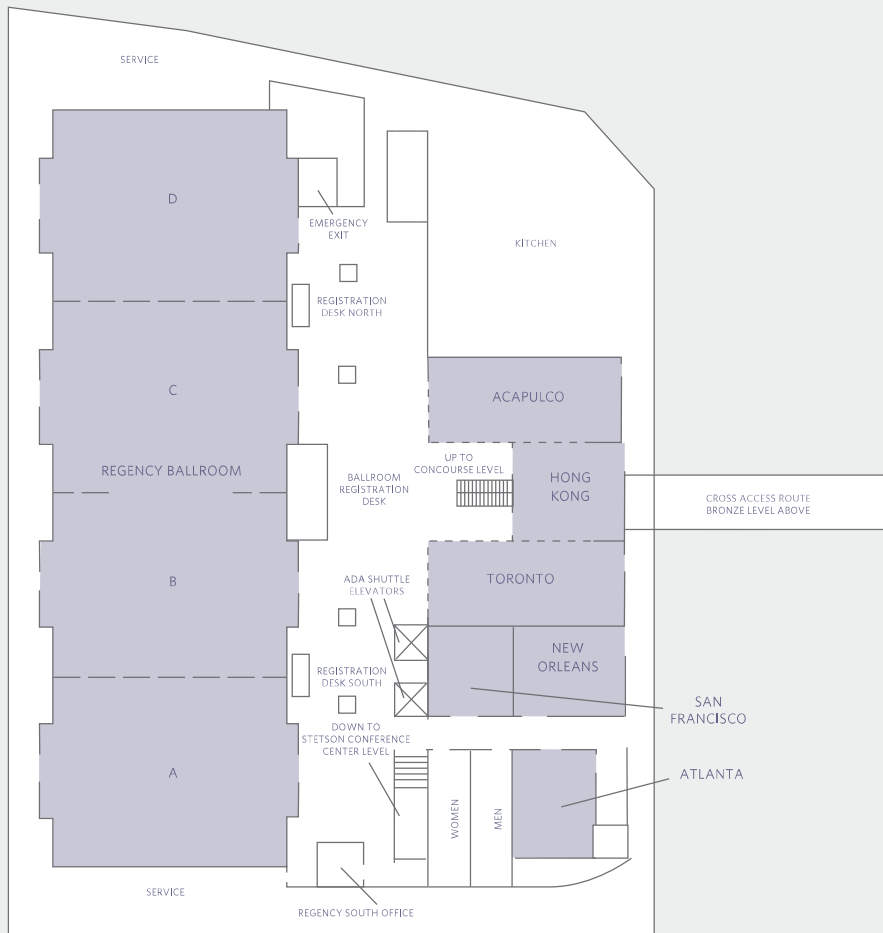 SERVICE
D
EMERGENCY
EXIT
KITCHEN
REGISTRATION
DESK NORTH
C
ACAPULCO
REGENCY BALLROOM
UP TO
CONCOURSE LEVEL
BALLROOM
REGISTRATION
DESK
HONG
KONG
CROSS ACCESS ROUTE
BRONZE LEVEL ABOVE
B
ADA SHUTTLE
ELEVATORS
TORONTO
REGISTRATION
DESK SOUTH
NEW
ORLEANS
SAN
FRANCISCO
DOWN TO
STETSON CONFERENCE
CENTER LEVEL
A
ATLANTA
WOMEN
MEN
SERVICE
REGENCY SOUTH OFFICE